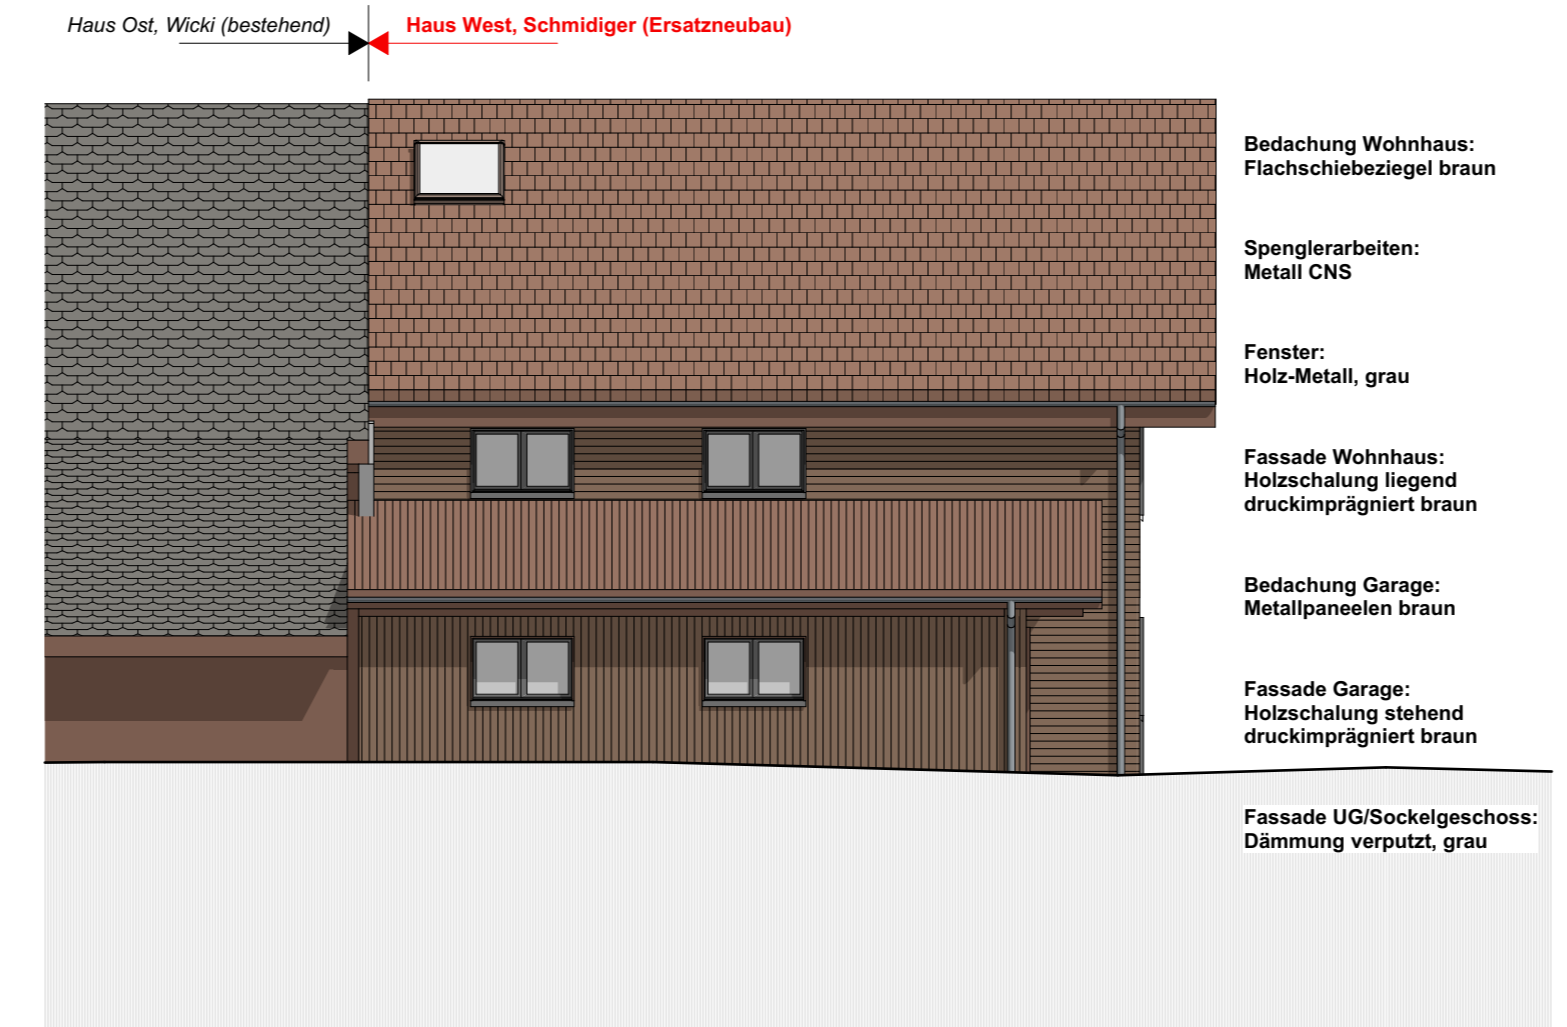 Haus Ost, Wicki (bestehend)
Haus West, Schmidiger (Ersatzneubau)
Bedachung Wohnhaus:
Flachschiebeziegel braun
Spenglerarbeiten:
Metall CNS
Fenster:
Holz-Metall, grau
Fassade Wohnhaus:
Holzschalung liegend
druckimprägniert braun
Bedachung Garage:
Metallpaneelen braun
Fassade Garage:
Holzschalung stehend
druckimprägniert braun
Fassade UG/Sockelgeschoss:
Dämmung verputzt, grau